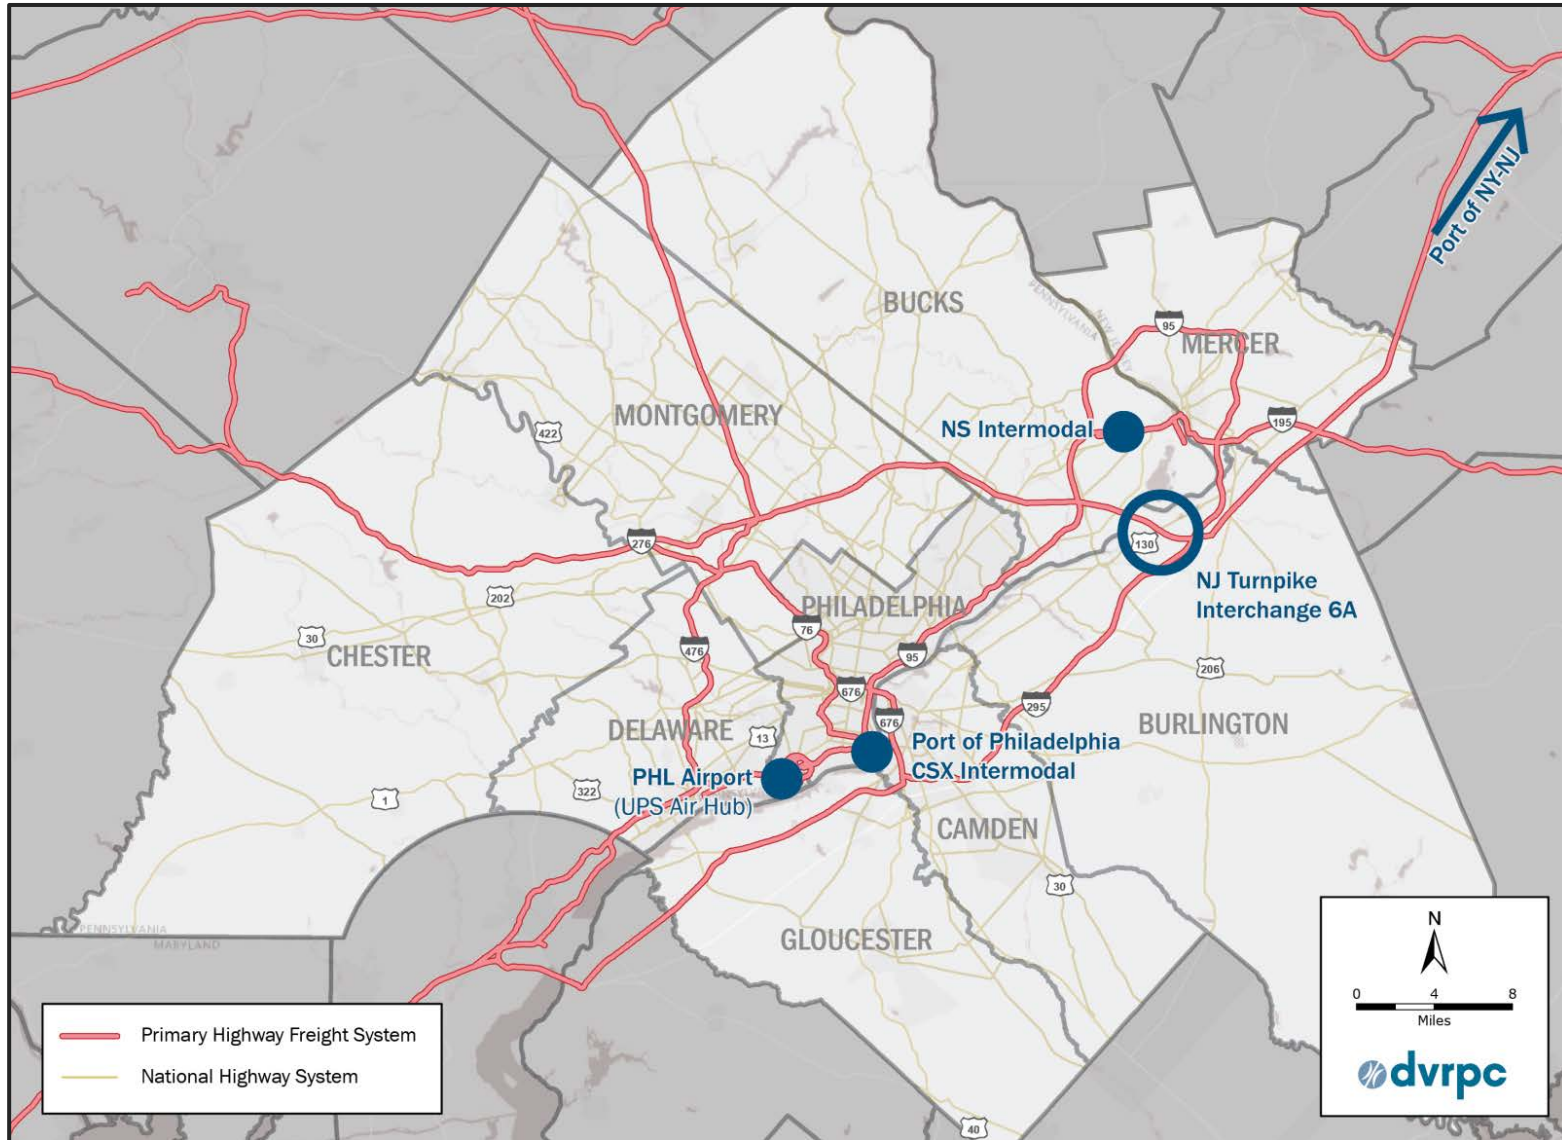 Port of NY-NJ
BUCKS
PENNSYLVANIA
NEW JERSEY
95
MERCER
MONTGOMERY
422
NS Intermodal
195
276
130
NJ Turnpike
Interchange 6A
202
PHILADELPHIA
30
76
CHESTER
476
95
206
676
295
DELAWARE
13
676
BURLINGTON
Port of Philadelphia
CSX Intermodal
PHL Airport
(UPS Air Hub)
322
1
CAMDEN
30
PENNSYLVANIA
MARYLAND
GLOUCESTER
40
Primary Highway Freight System
National Highway System
N
0 4 8
Miles
dvrpc